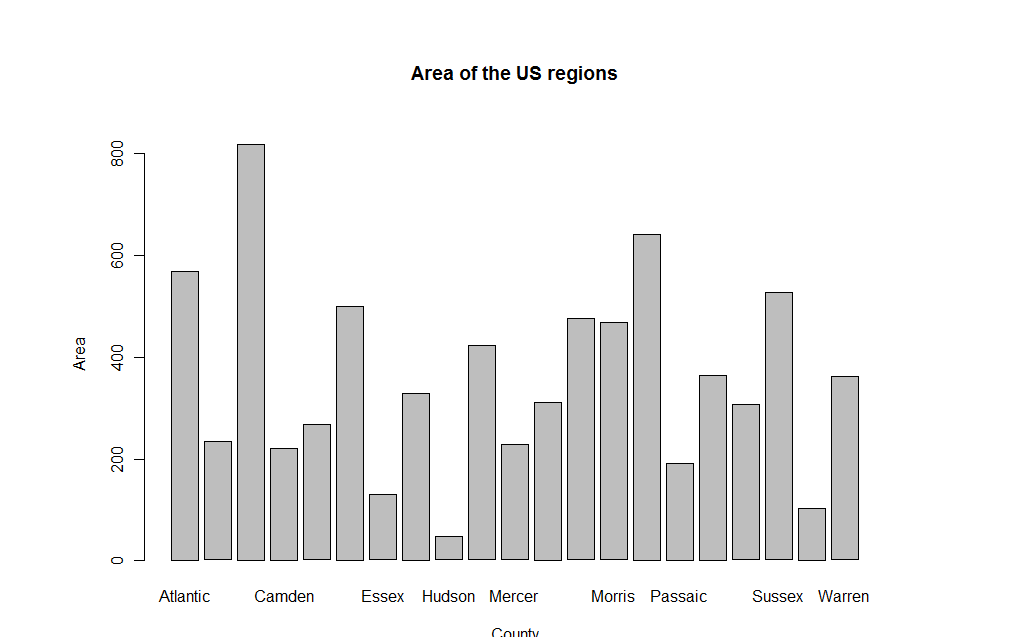 Area of the US regions
Area
800
600
400
200
0
Atlantic Camden Essex Hudson Mercer Morris Passaic Sussex Warren
County